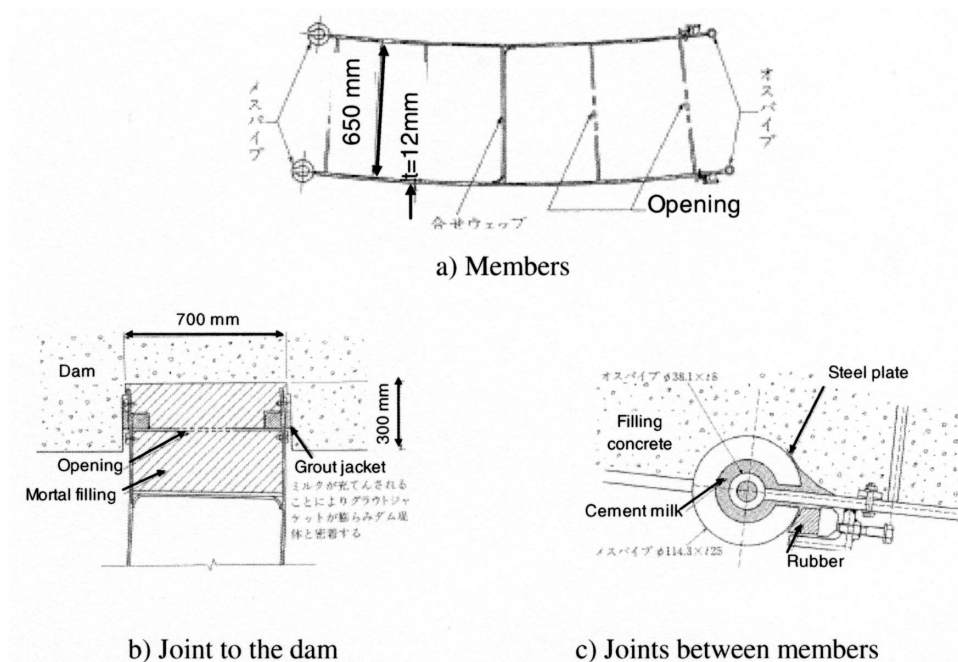 メスパイプ
650 mm
t=12mm
合せウェッブ
オスパイプ
Opening
a) Members
700 mm
Dam
300 mm
Opening
Mortal filling
Grout jacket
ミルクが充てんされる
ことによりグラウトジャ
ケットが膨らみダム堤
体と密着する
b) Joint to the dam
オスパイプφ38.1×t8
Steel plate
Filling
concrete
Cement milk
メスパイプ φ114.3×t25
Rubber
c) Joints between members